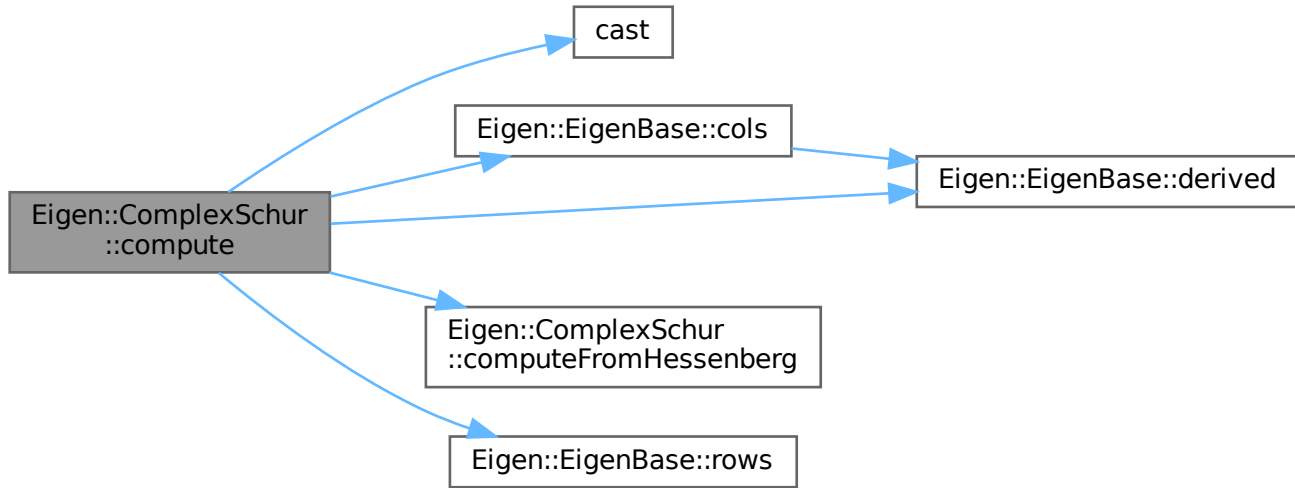 cast
Eigen::EigenBase::cols
Eigen::EigenBase::derived
Eigen::ComplexSchur
::compute
Eigen::ComplexSchur
::computeFromHessenberg
Eigen::EigenBase::rows